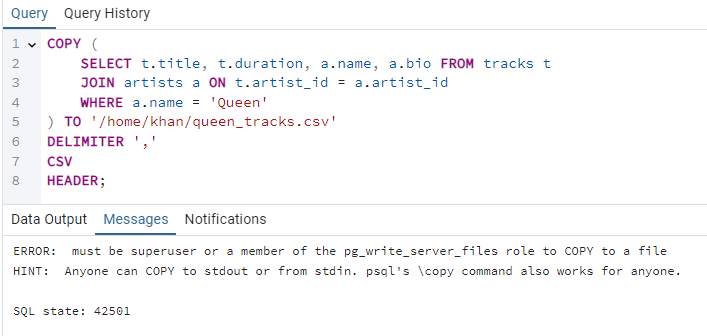 Query Query History
1 COPY (
2 SELECT t.title, t.duration, a.name, a.bio FROM tracks t
3 JOIN artists a ON t.artist_id = a.artist_id
4 WHERE a.name = 'Queen'
5 ) TO '/home/khan/queen_tracks.csv'
6 DELIMITER ','
7 CSV
8 HEADER;
Data Output Messages Notifications
ERROR:  must be superuser or a member of the pg_write_server_files role to COPY to a file
HINT:  Anyone can COPY to stdout or from stdin. psql's \copy command also works for anyone.
SQL state: 42501